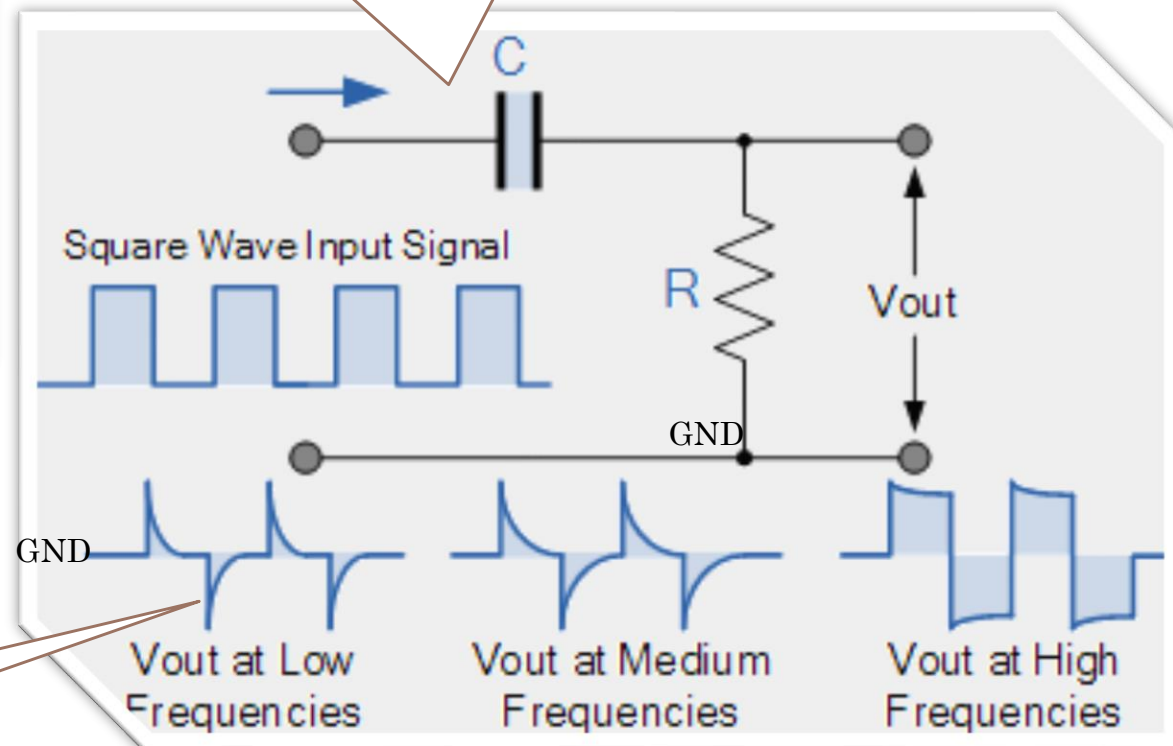 C
Square Wave Input Signal
R
Vout
GND
GND
Vout at Low
Frequencies
Vout at Medium
Frequencies
Vout at High
Frequencies